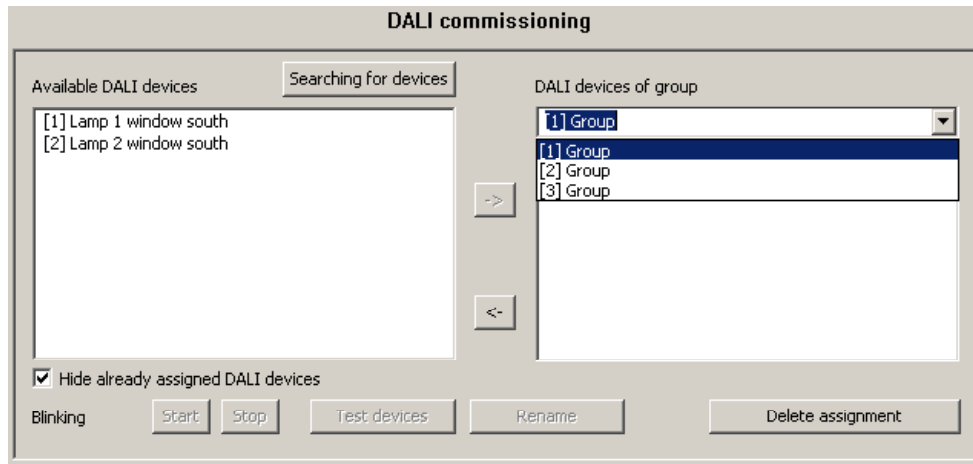 DALI commissioning
Available DALI devices
Searching for devices
DALI devices of group
[1] Lamp 1 window south
[2] Lamp 2 window south
[1] Group
[1] Group
[2] Group
[3] Group
->
<-
Hide already assigned DALI devices
Blinking
Start
Stop
Test devices
Rename
Delete assignment